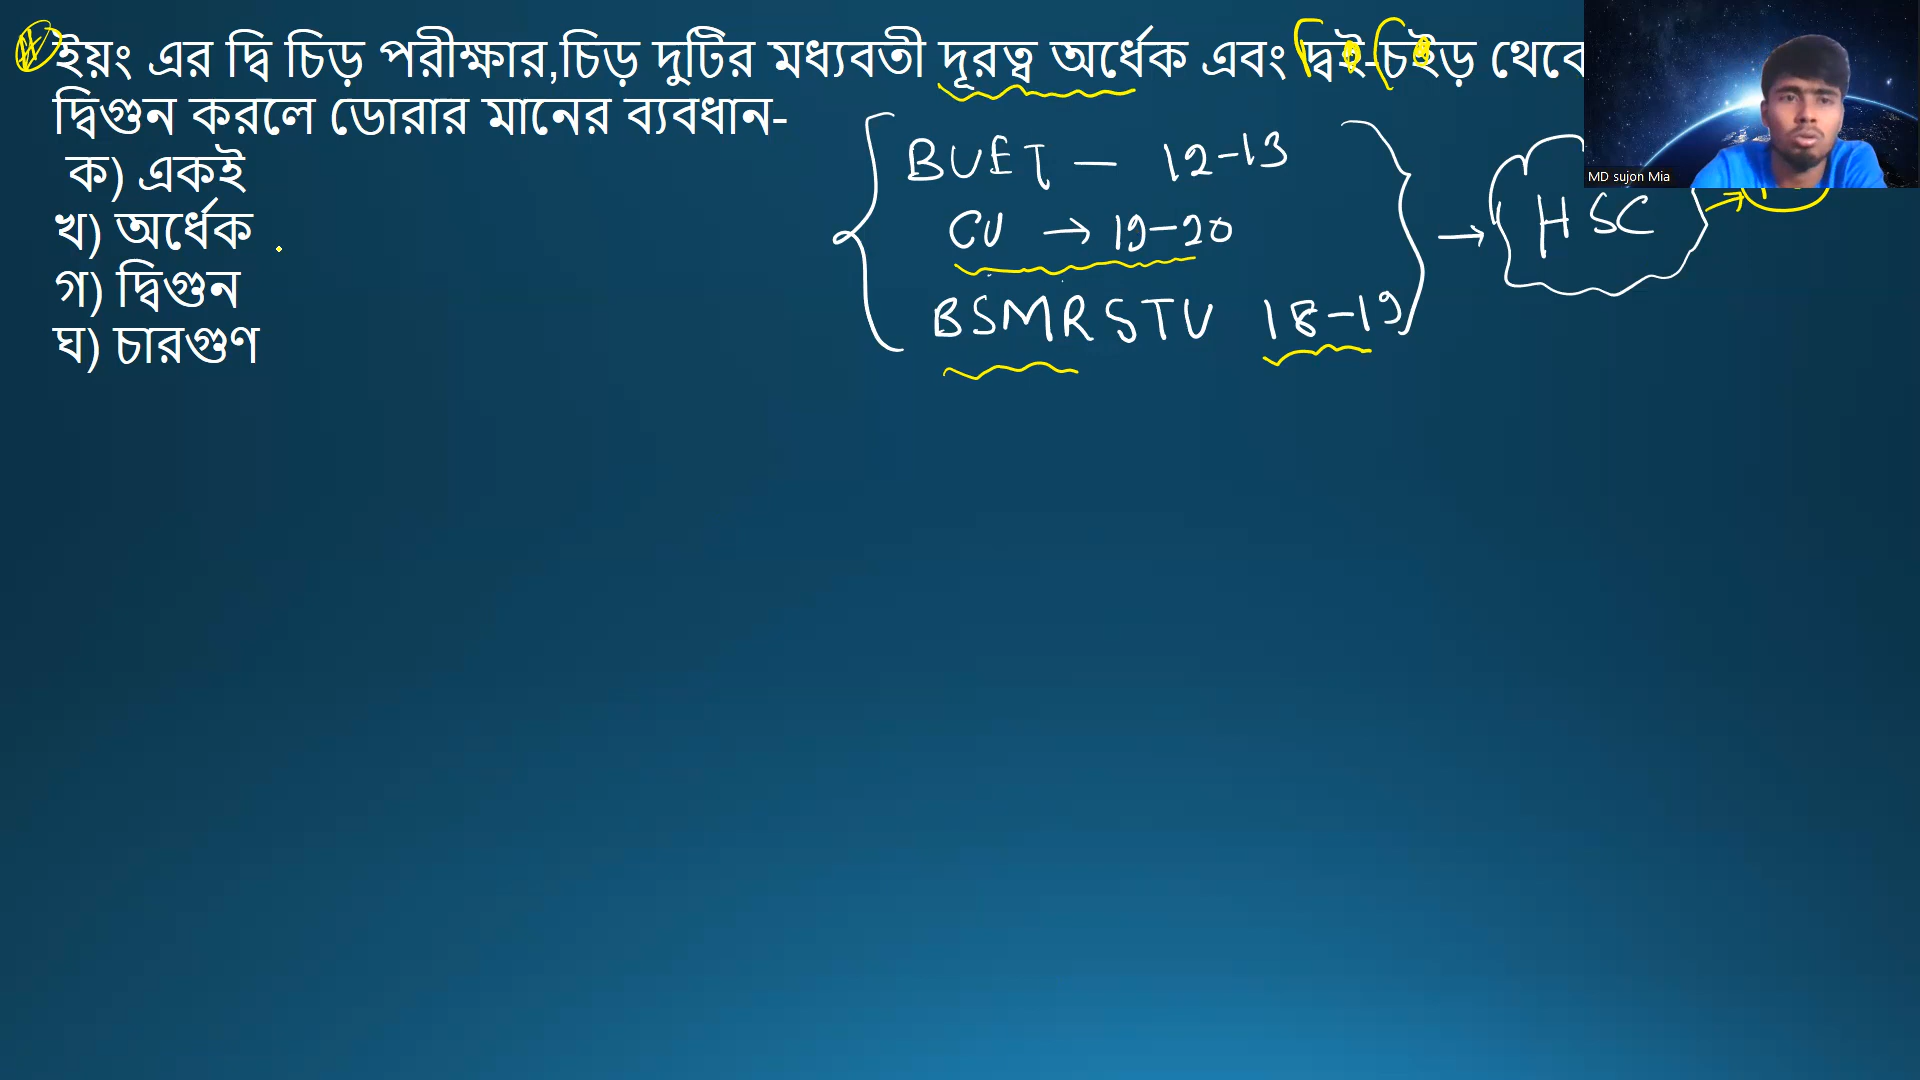 ইয়ং এর দ্বি চিড় পরীক্ষার,চিড় দুটির মধ্যবর্তী দূরত্ব অর্ধেক এবং দ্বি-চিড় থেকে
দ্বিগুন করলে ডোরার মানের ব্যবধান-
ক) একই
খ) অর্ধেক
গ) দ্বিগুন
ঘ) চারগুণ
BUET — 12-13
CU → 19-20
BSMRSTU 18-19
→ HSC →
MD sujon Mia